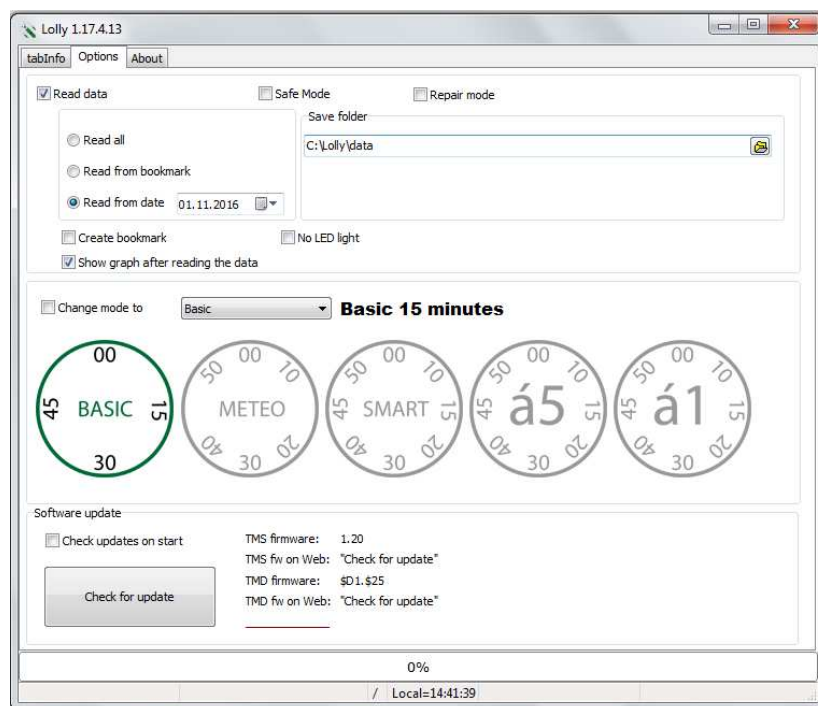 Lolly 1.17.4.13
tabInfo Options About
Read data Safe Mode Repair mode
Save folder
Read all
C:\Lolly\data
Read from bookmark
Read from date 01.11.2016
Create bookmark No LED light
Show graph after reading the data
Change mode to Basic Basic 15 minutes
00 15 30 45 BASIC
00 10 20 30 40 50 METEO
00 10 15 20 30 40 45 50 SMART
00 10 15 20 30 40 45 50 á5
00 10 15 20 30 40 45 50 á1
Software update
Check updates on start
TMS firmware: 1.20
TMS fw on Web: "Check for update"
Check for update
TMD firmware: $D1.$25
TMD fw on Web: "Check for update"
0%
/ Local=14:41:39